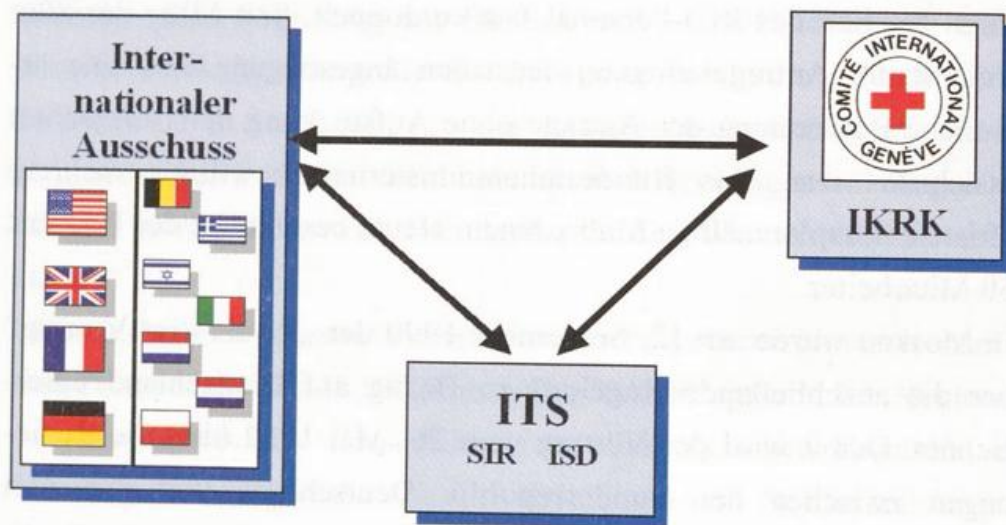 Inter-
nationaler
Ausschuss
COMITÉ INTERNATIONAL
GENÈVE
IKRK
ITS
SIR ISD